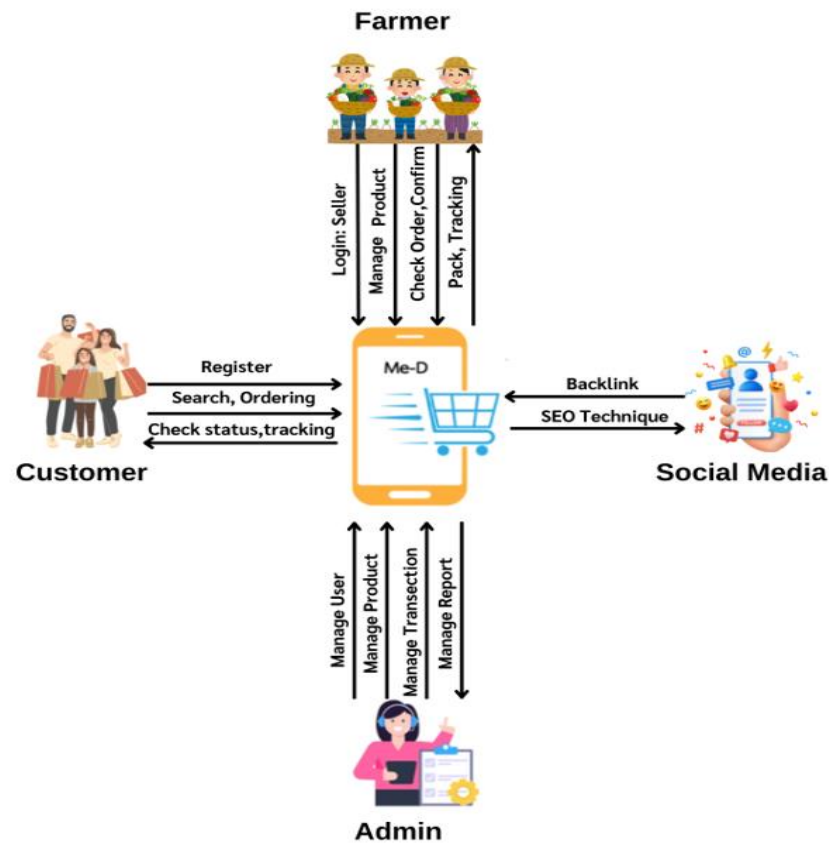 Farmer
Login: Seller
Manage Product
Check Order,Confirm
Pack, Tracking
Me-D
Register
Search, Ordering
Check status,tracking
Customer
Backlink
SEO Technique
Social Media
Manage User
Manage Product
Manage Transection
Manage Report
Admin